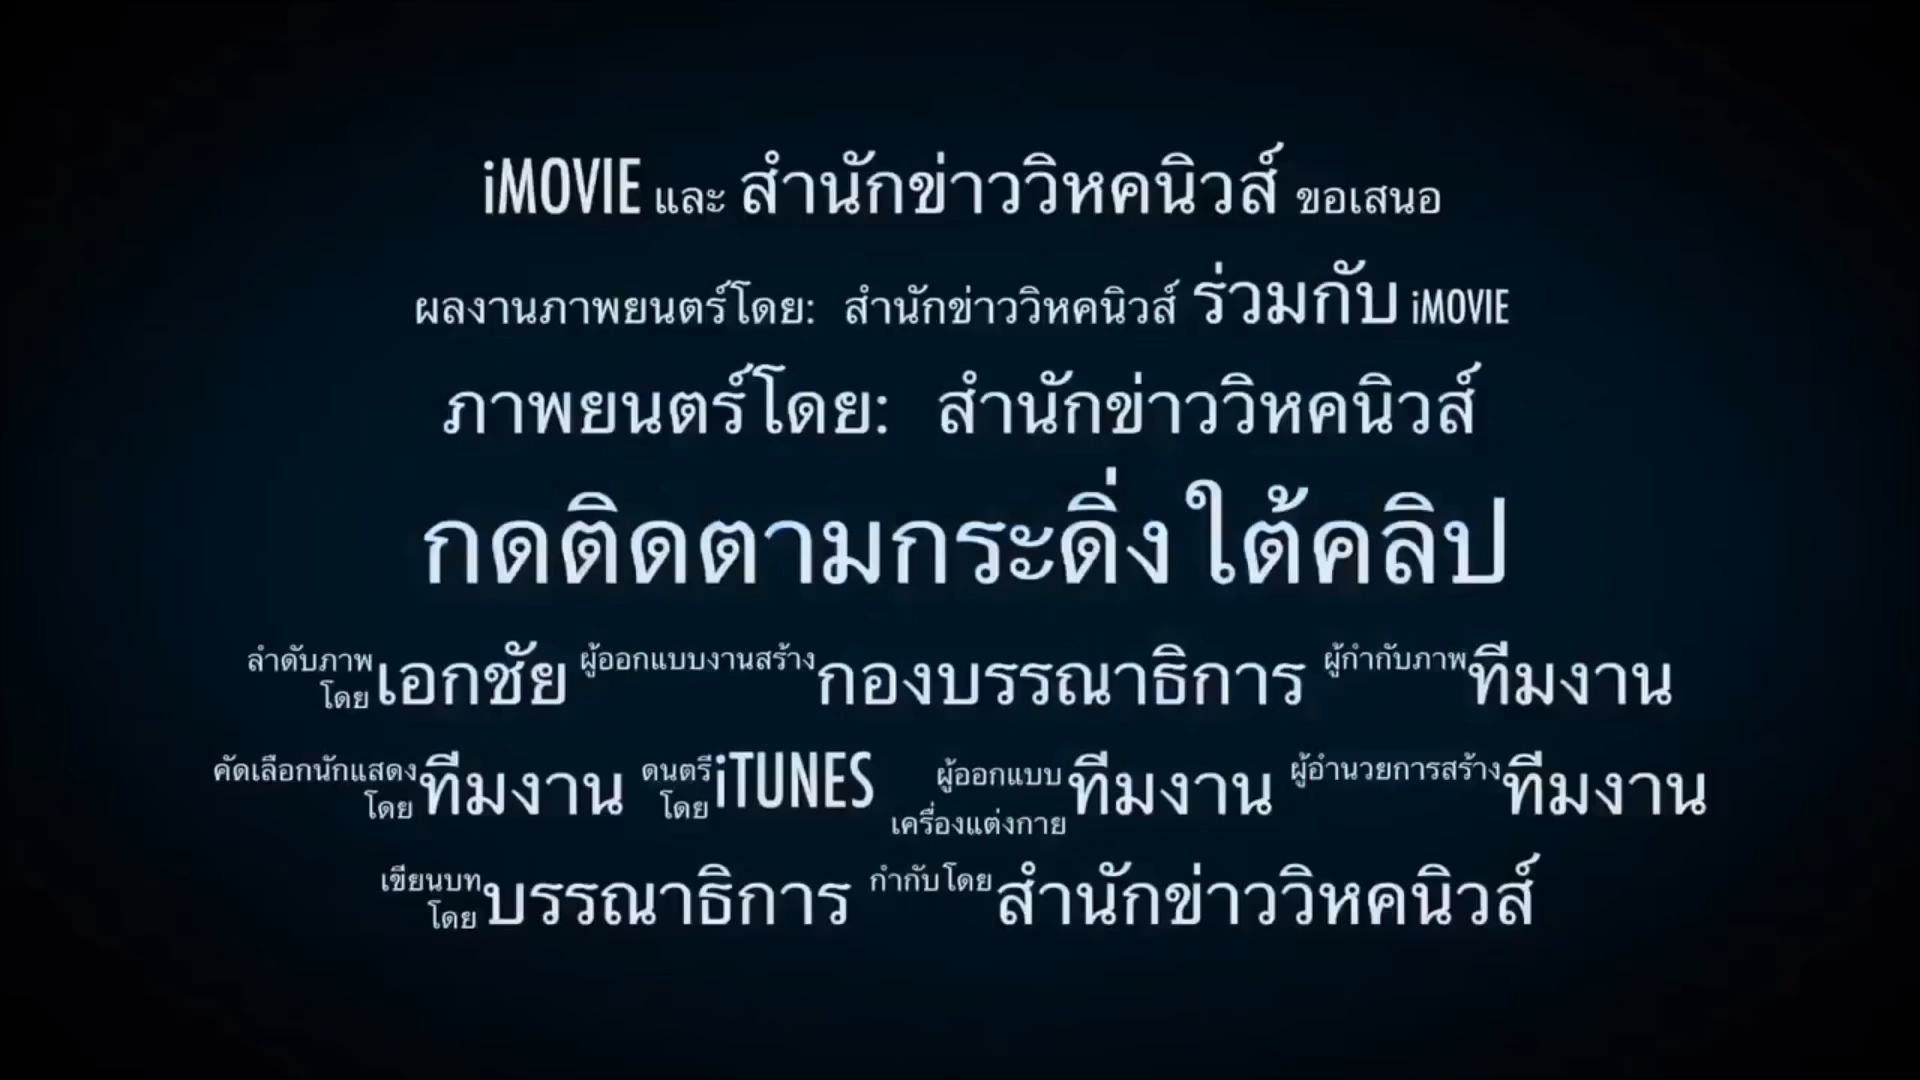 iMOVIE และ สำนักข่าววิหคนิวส์ ขอเสนอ
ผลงานภาพยนตร์โดย: สำนักข่าววิหคนิวส์ ร่วมกับ iMOVIE
ภาพยนตร์โดย: สำนักข่าววิหคนิวส์
กดติดตามกระดิ่งใต้คลิป
ลำดับภาพโดย เอกชัย ผู้ออกแบบงานสร้าง กองบรรณาธิการ ผู้กำกับภาพ ทีมงาน
คัดเลือกนักแสดงโดย ทีมงาน ดนตรีโดย iTUNES ผู้ออกแบบเครื่องแต่งกาย ทีมงาน ผู้อำนวยการสร้าง ทีมงาน
เขียนบทโดย บรรณาธิการ กำกับโดย สำนักข่าววิหคนิวส์